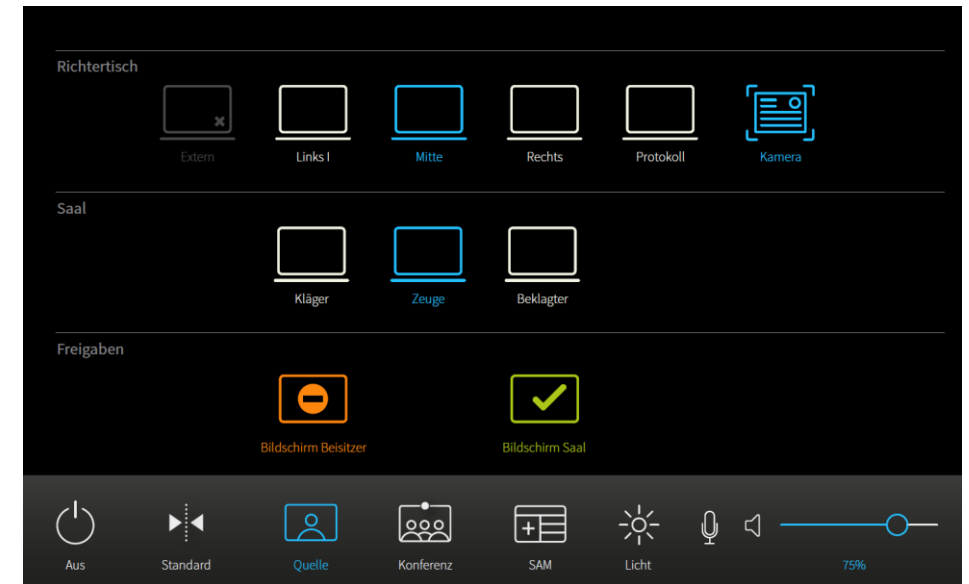 Richtertisch
Extern
Links I
Mitte
Rechts
Protokoll
Kamera
Saal
Kläger
Zeuge
Beklagter
Freigaben
Bildschirm Beisitzer
Bildschirm Saal
Aus
Standard
Quelle
Konferenz
SAM
Licht
75%